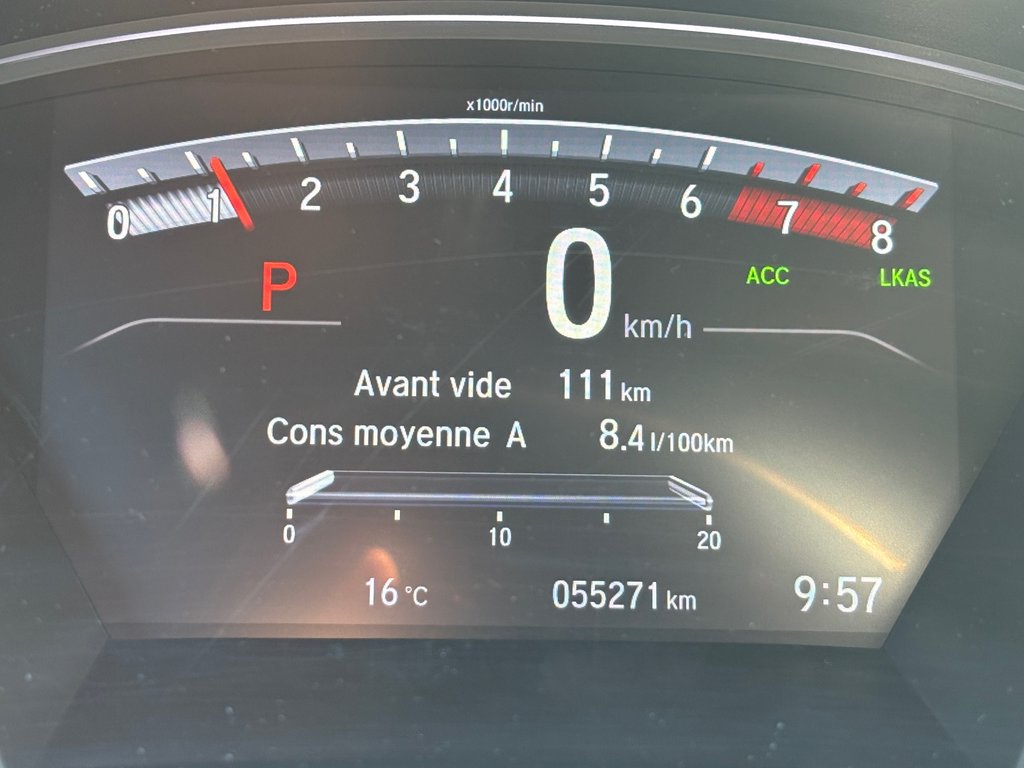 x1000r/min
0 1 2 3 4 5 6 7 8
P 0 km/h ACC LKAS
Avant vide 111 km
Cons moyenne A 8.4 l/100km
0 10 20
16 °C 055271 km 9:57